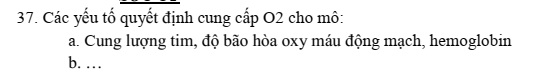 37. Các yếu tố quyết định cung cấp O2 cho mô:
a. Cung lượng tim, độ bão hòa oxy máu động mạch, hemoglobin
b. …